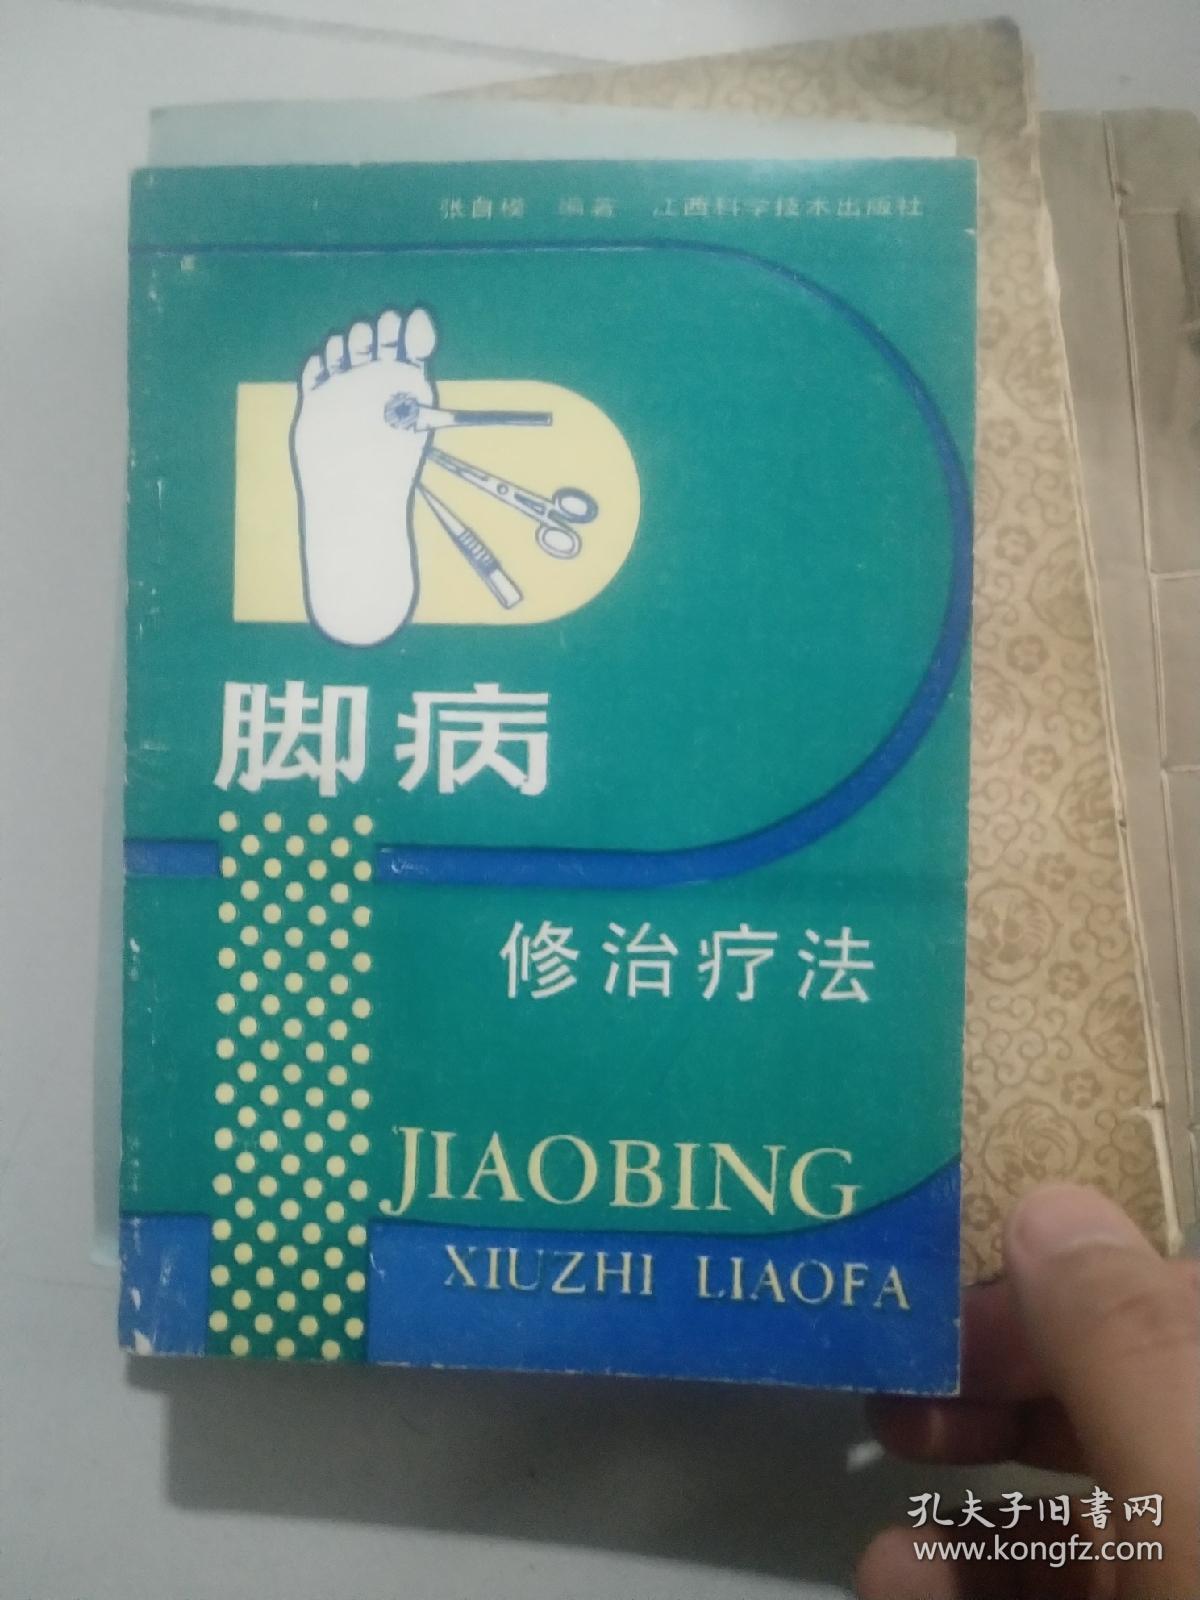 张自模 编著 江西科学技术出版社
脚病
修治疗法
JIAOBING
XIUZHI LIAOFA
孔夫子旧书网
www.kongfz.com